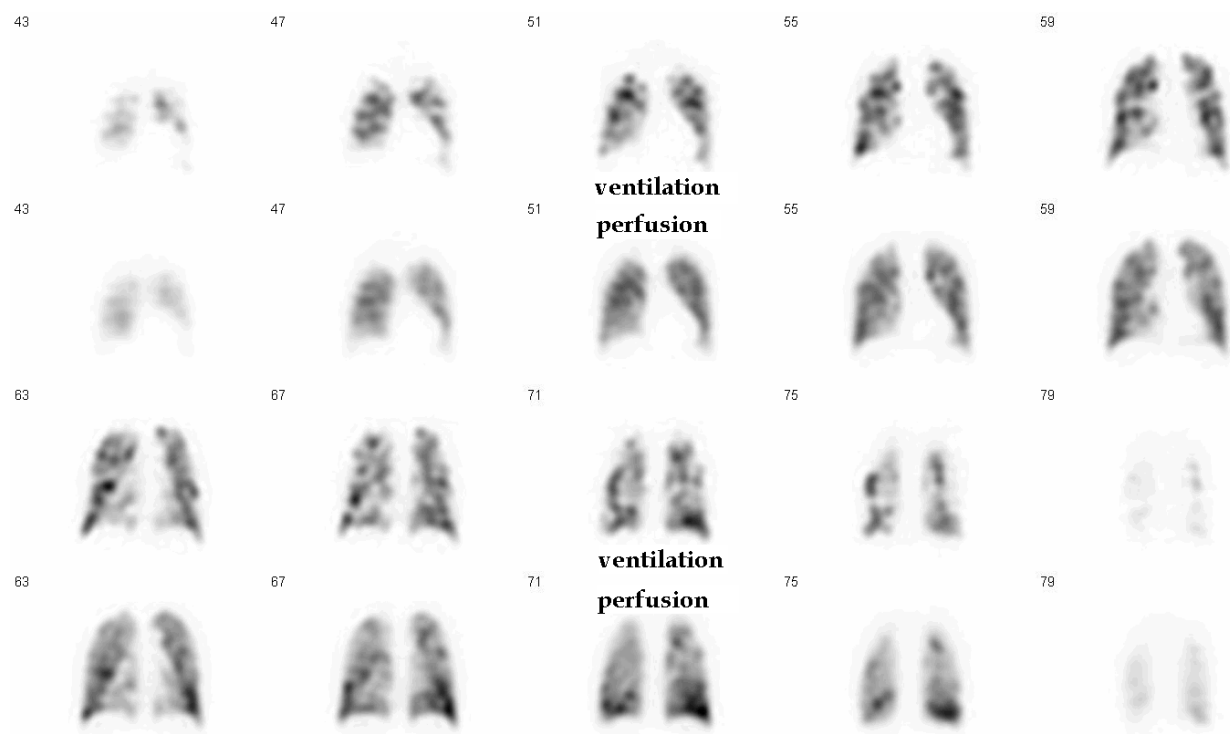 43 47 51 55 59
ventilation
43 47 51 55 59
perfusion
63 67 71 75 79
ventilation
63 67 71 75 79
perfusion